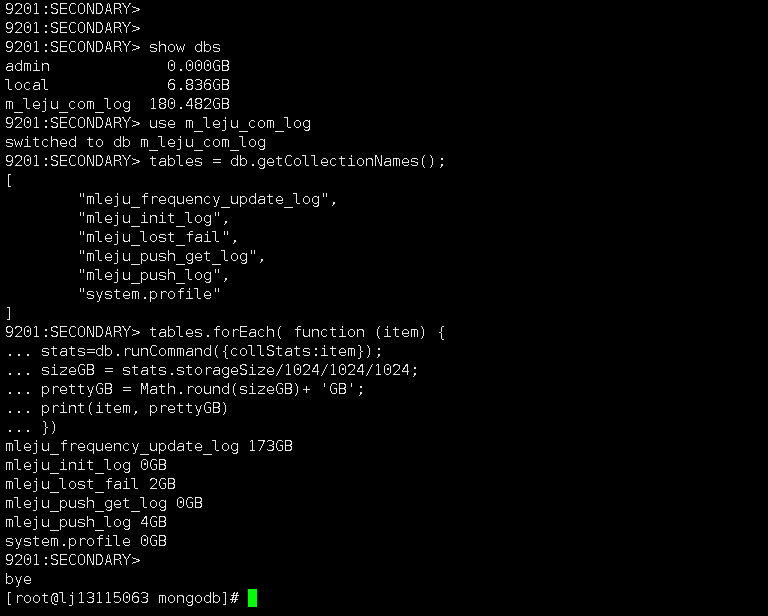 9201:SECONDARY>
9201:SECONDARY>
9201:SECONDARY> show dbs
admin             0.000GB
local             6.836GB
m_leju_com_log  180.482GB
9201:SECONDARY> use m_leju_com_log
switched to db m_leju_com_log
9201:SECONDARY> tables = db.getCollectionNames();
[
        "mleju_frequency_update_log",
        "mleju_init_log",
        "mleju_lost_fail",
        "mleju_push_get_log",
        "mleju_push_log",
        "system.profile"
]
9201:SECONDARY> tables.forEach( function (item) {
... stats=db.runCommand({collStats:item});
... sizeGB = stats.storageSize/1024/1024/1024;
... prettyGB = Math.round(sizeGB)+ 'GB';
... print(item, prettyGB)
... })
mleju_frequency_update_log 173GB
mleju_init_log 0GB
mleju_lost_fail 2GB
mleju_push_get_log 0GB
mleju_push_log 4GB
system.profile 0GB
9201:SECONDARY>
bye
[root@lj13115063 mongodb]#